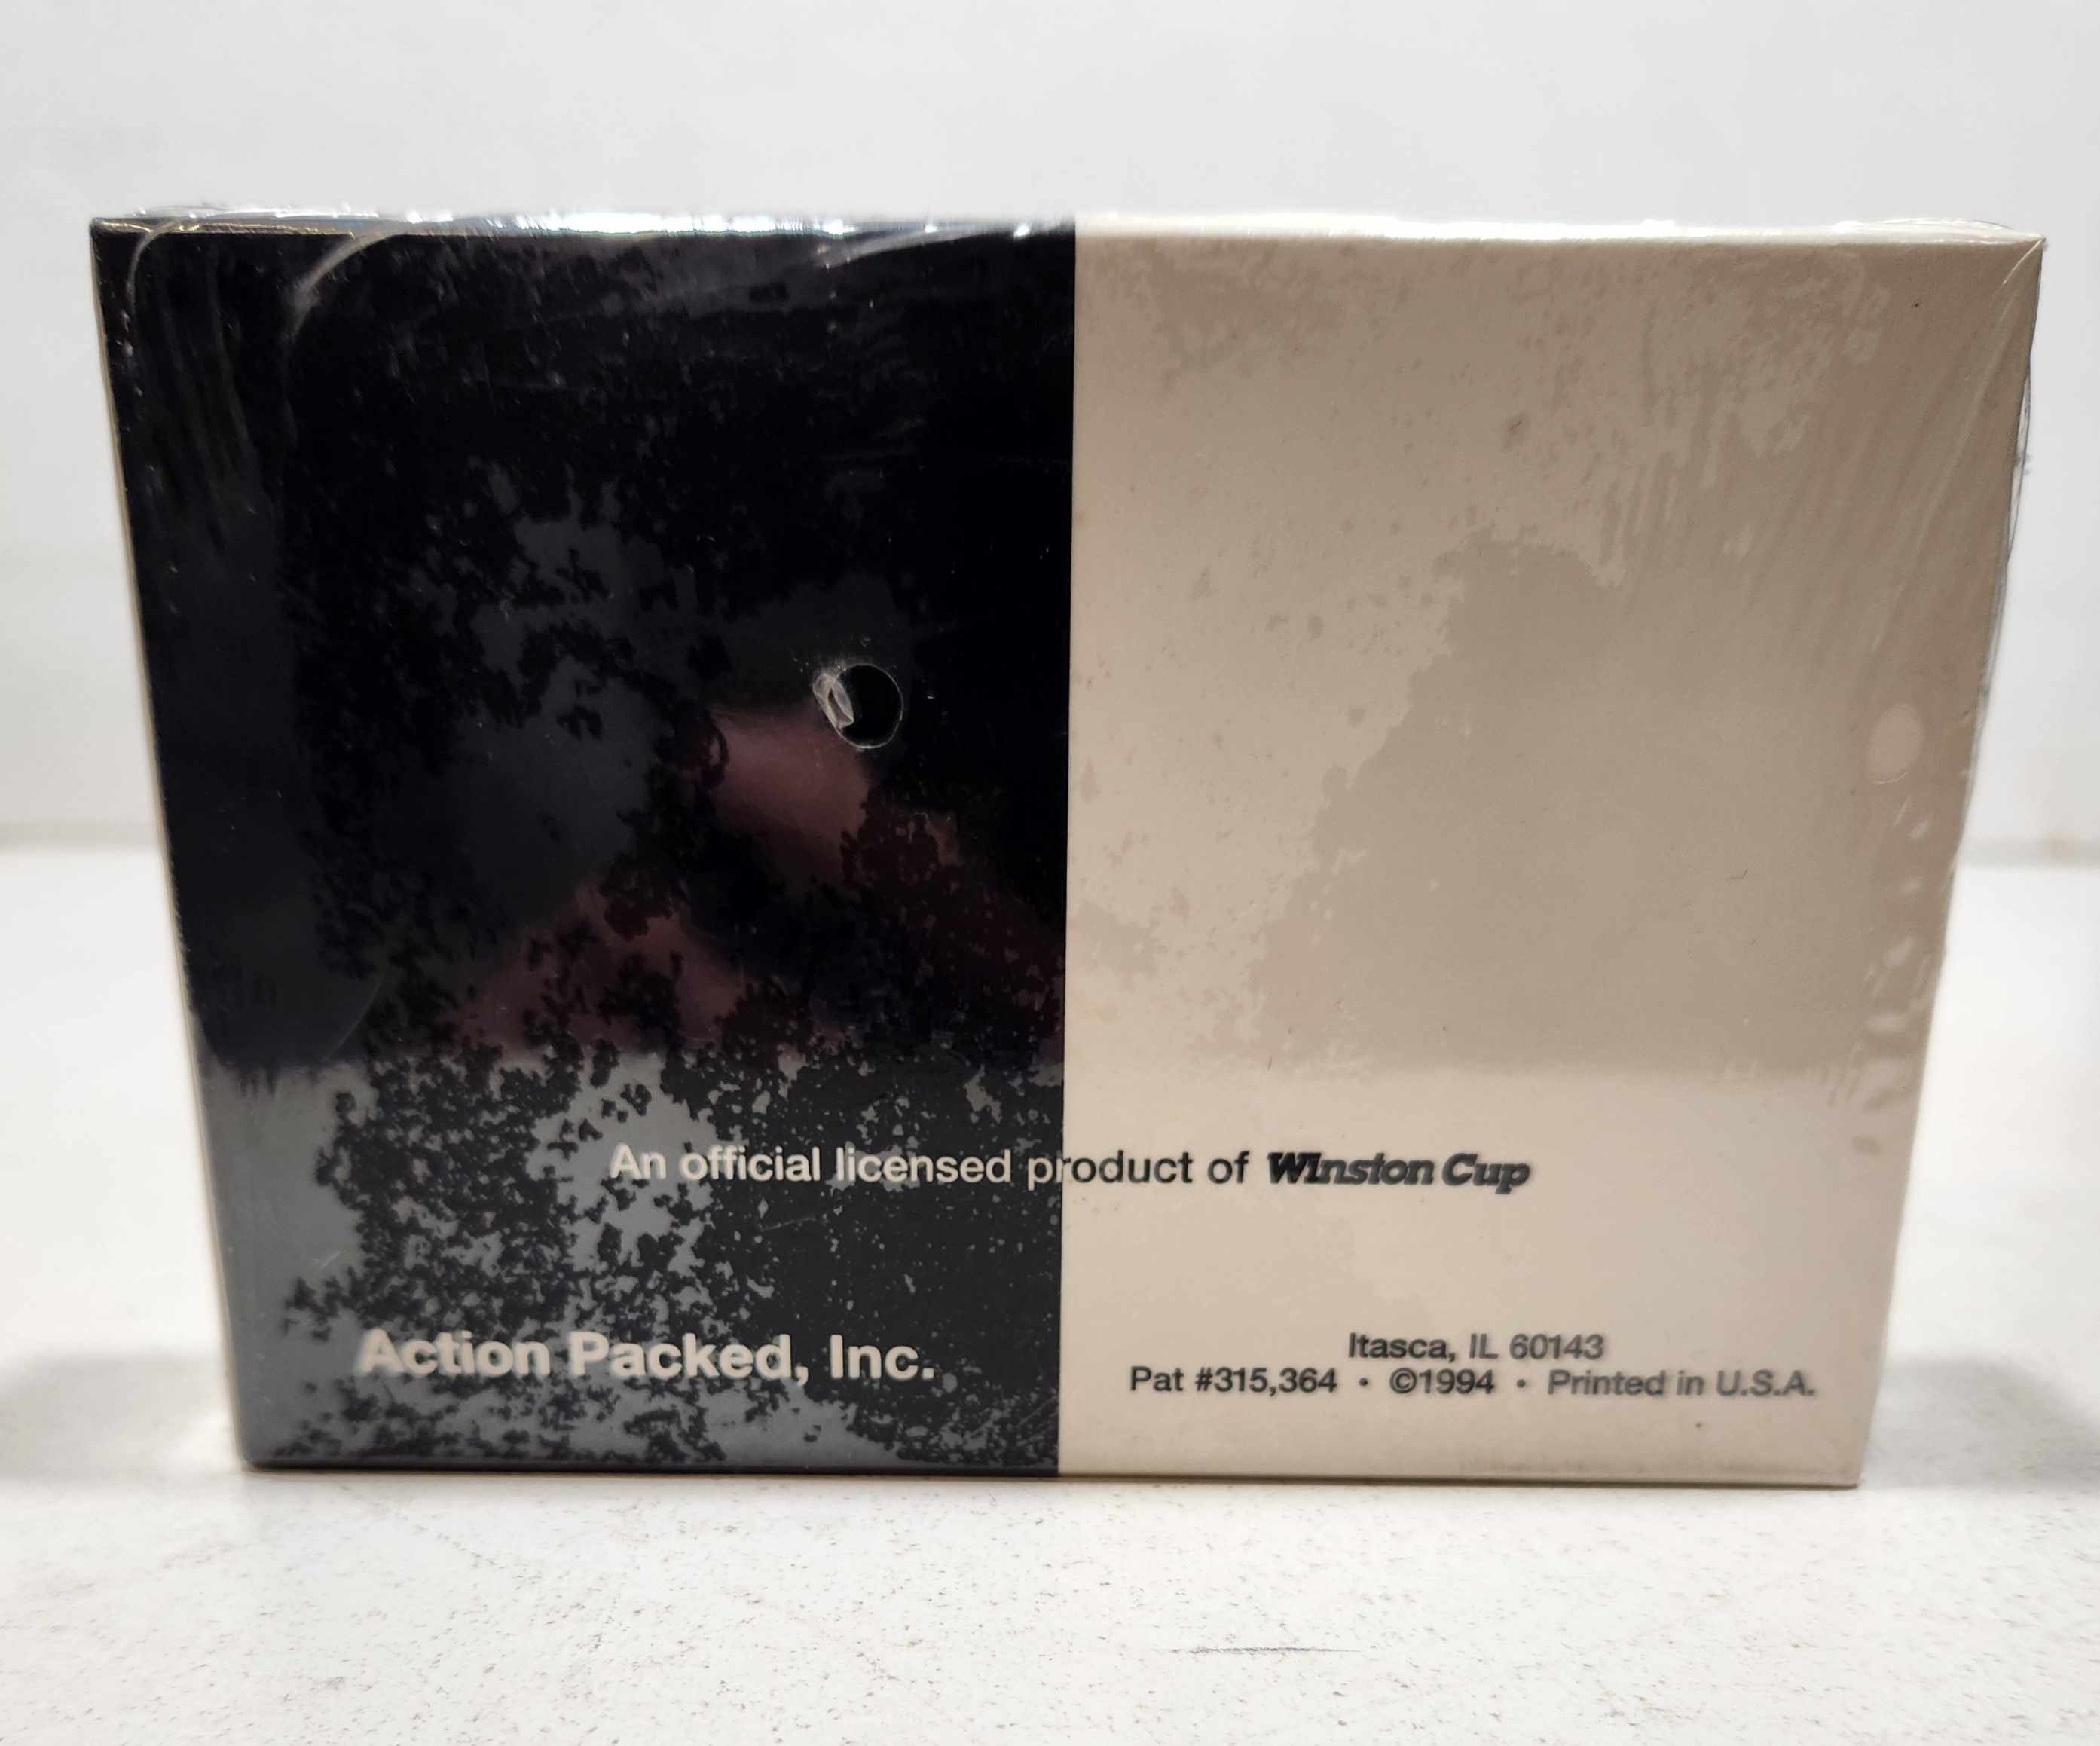 An official licensed product of Winston Cup
Action Packed, Inc.
Itasca, IL 60143
Pat #315,364 • ©1994 • Printed in U.S.A.